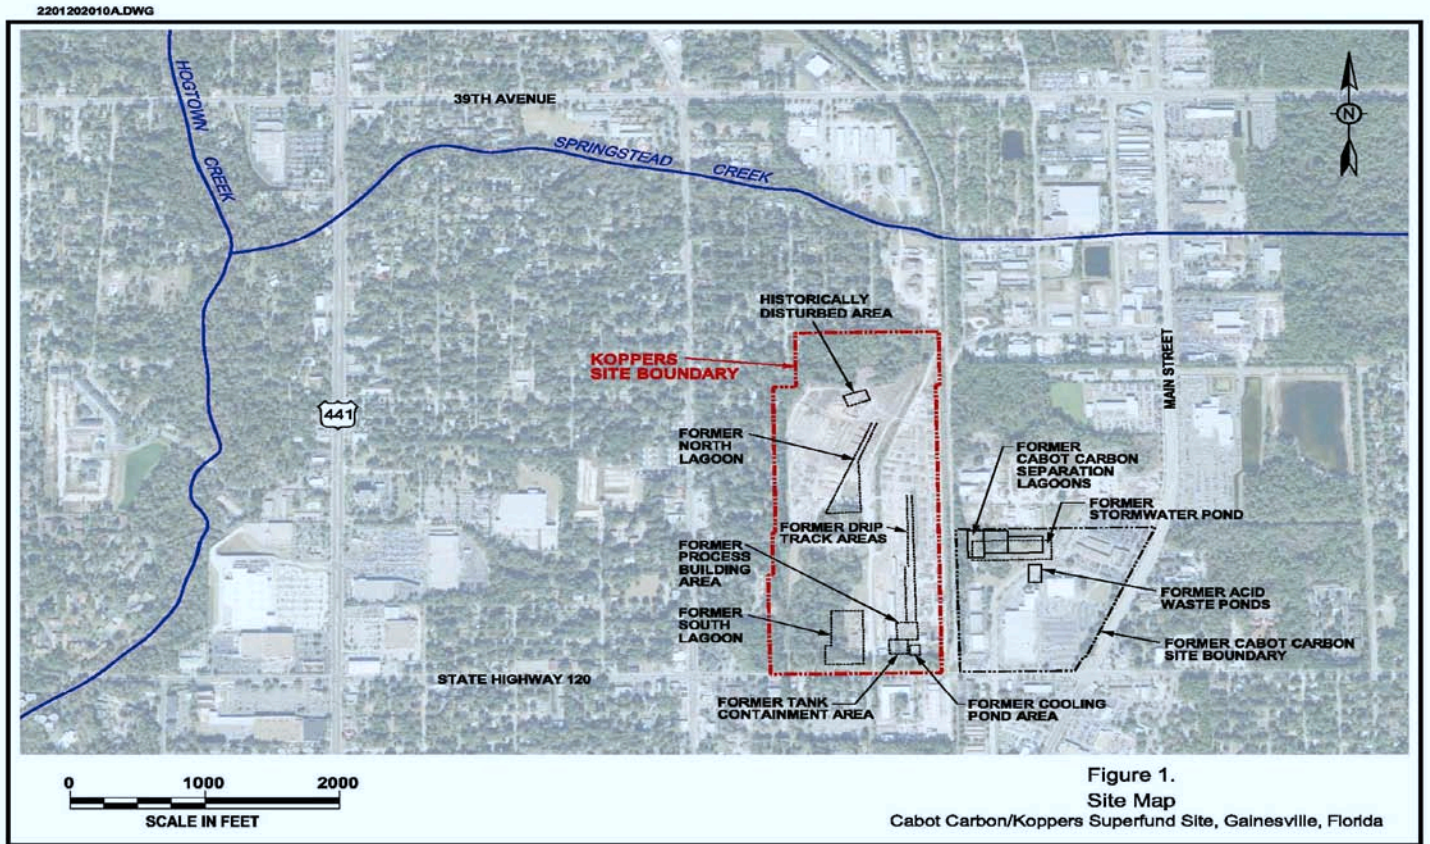 2201202010A.DWG
HOGTOWN
CREEK
39TH AVENUE
SPRINGSTEAD CREEK
N
HISTORICALLY
DISTURBED AREA
KOPPERS
SITE BOUNDARY
MAIN STREET
441
FORMER
NORTH
LAGOON
FORMER
CABOT CARBON
SEPARATION
LAGOONS
FORMER
STORMWATER POND
FORMER DRIP
TRACK AREAS
FORMER
PROCESS
BUILDING
AREA
FORMER ACID
WASTE PONDS
FORMER
SOUTH
LAGOON
FORMER CABOT CARBON
SITE BOUNDARY
STATE HIGHWAY 120
FORMER TANK
CONTAINMENT AREA
FORMER COOLING
POND AREA
0 1000 2000
SCALE IN FEET
Figure 1.
Site Map
Cabot Carbon/Koppers Superfund Site, Gainesville, Florida